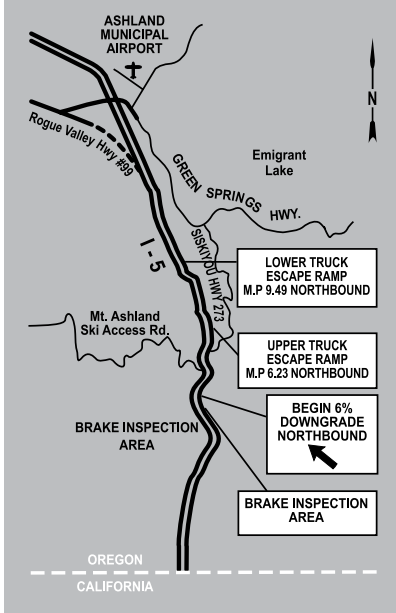 ASHLAND
MUNICIPAL
AIRPORT
N
Rogue Valley Hwy #99
GREEN SPRINGS HWY.
Emigrant
Lake
SISKIYOU HWY 273
I - 5
LOWER TRUCK
ESCAPE RAMP
M.P 9.49 NORTHBOUND
Mt. Ashland
Ski Access Rd.
UPPER TRUCK
ESCAPE RAMP
M.P 6.23 NORTHBOUND
BEGIN 6%
DOWNGRADE
NORTHBOUND
BRAKE INSPECTION
AREA
BRAKE INSPECTION
AREA
OREGON
CALIFORNIA